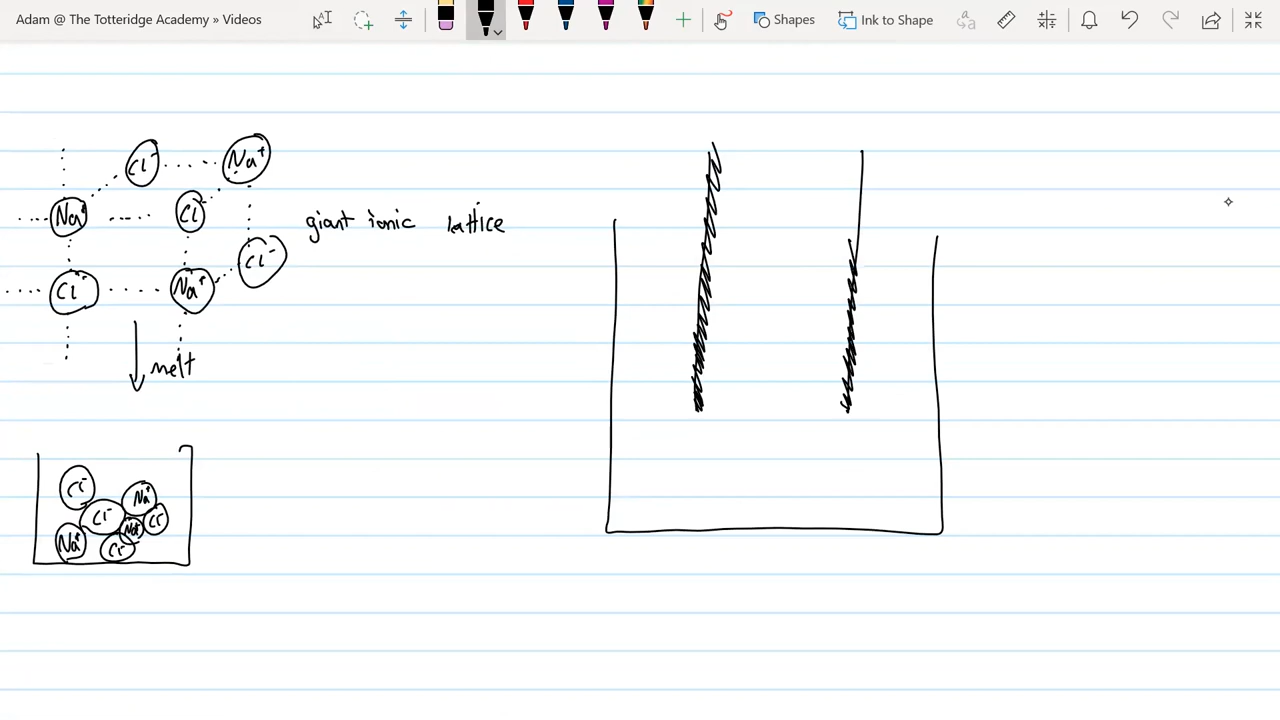 Adam @ The Totteridge Academy » Videos
Shapes
Ink to Shape
Cl⁻ Na⁺
Na⁺ Cl
giant ionic lattice
Cl⁻
Cl⁻ Na⁺
melt
Cl⁻ Na⁺
Cl⁻ Na⁺ Cl⁻
Na⁺ Cl⁻